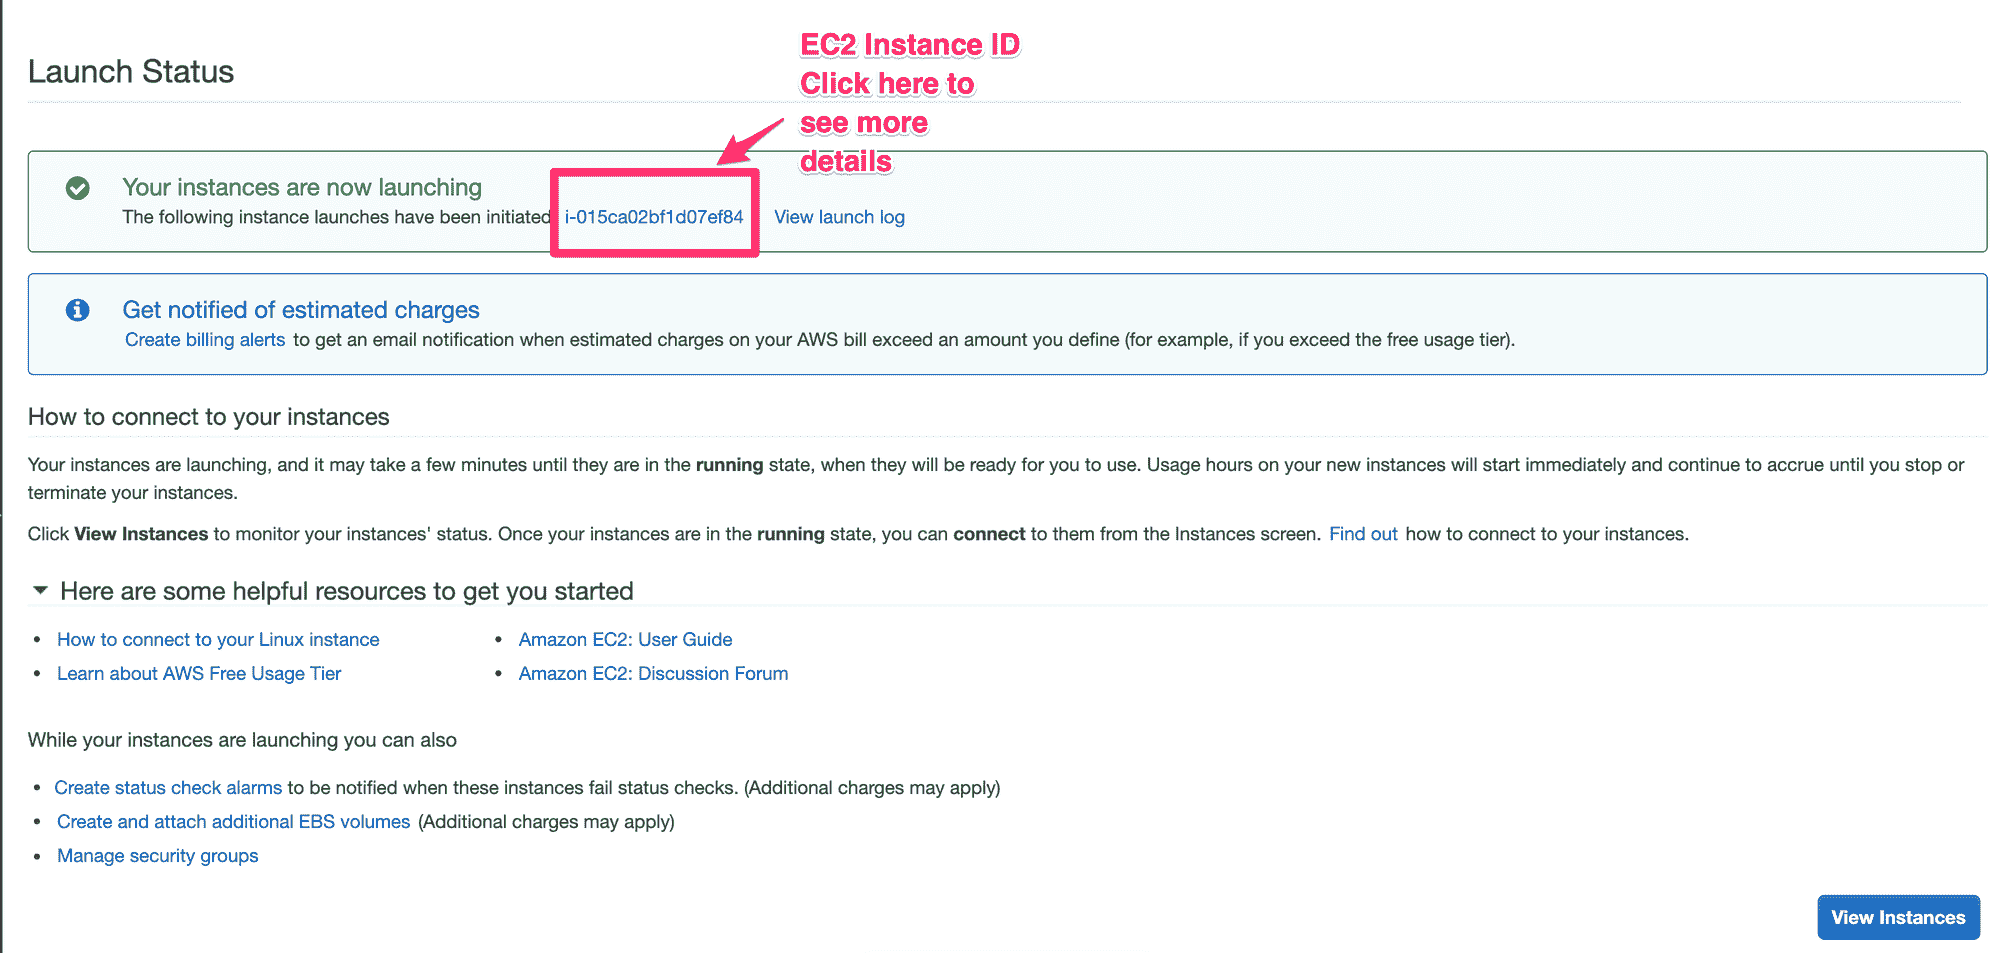 EC2 Instance ID
Click here to
see more
details
Launch Status
Your instances are now launching
The following instance launches have been initiated i-015ca02bf1d07ef84 View launch log
Get notified of estimated charges
Create billing alerts to get an email notification when estimated charges on your AWS bill exceed an amount you define (for example, if you exceed the free usage tier).
How to connect to your instances
Your instances are launching, and it may take a few minutes until they are in the running state, when they will be ready for you to use. Usage hours on your new instances will start immediately and continue to accrue until you stop or
terminate your instances.
Click View Instances to monitor your instances' status. Once your instances are in the running state, you can connect to them from the Instances screen. Find out how to connect to your instances.
Here are some helpful resources to get you started
• How to connect to your Linux instance
• Learn about AWS Free Usage Tier
• Amazon EC2: User Guide
• Amazon EC2: Discussion Forum
While your instances are launching you can also
• Create status check alarms to be notified when these instances fail status checks. (Additional charges may apply)
• Create and attach additional EBS volumes (Additional charges may apply)
• Manage security groups
View Instances